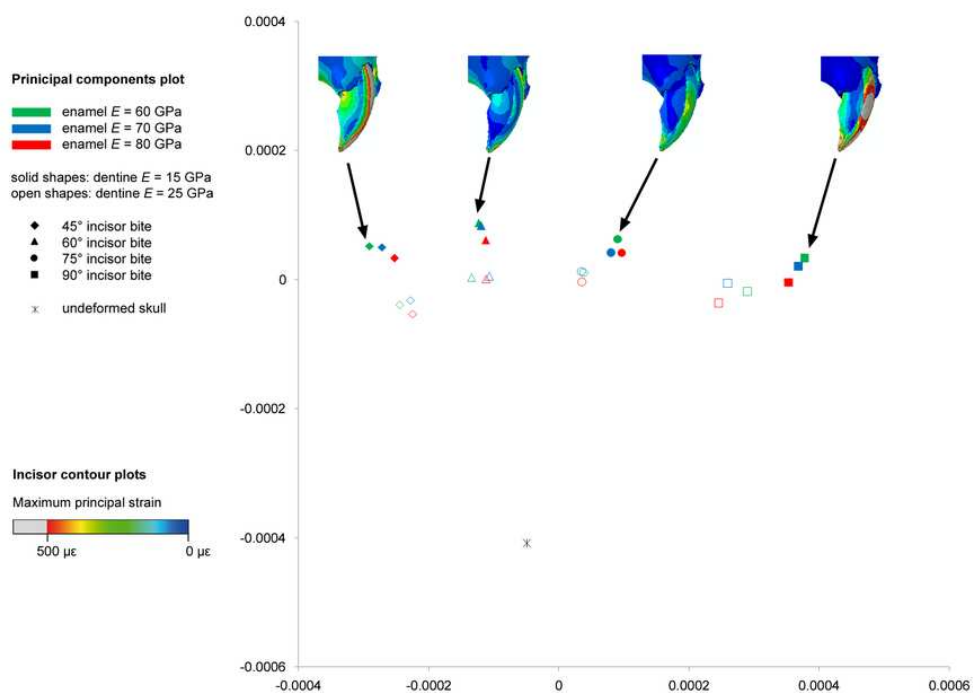 Prinicipal components plot
enamel E = 60 GPa
enamel E = 70 GPa
enamel E = 80 GPa
solid shapes: dentine E = 15 GPa
open shapes: dentine E = 25 GPa
45° incisor bite
60° incisor bite
75° incisor bite
90° incisor bite
undeformed skull
Incisor contour plots
Maximum principal strain
500 µε 0 µε
0.0004
0.0002
0
-0.0002
-0.0004
-0.0006
-0.0004 -0.0002 0 0.0002 0.0004 0.0006